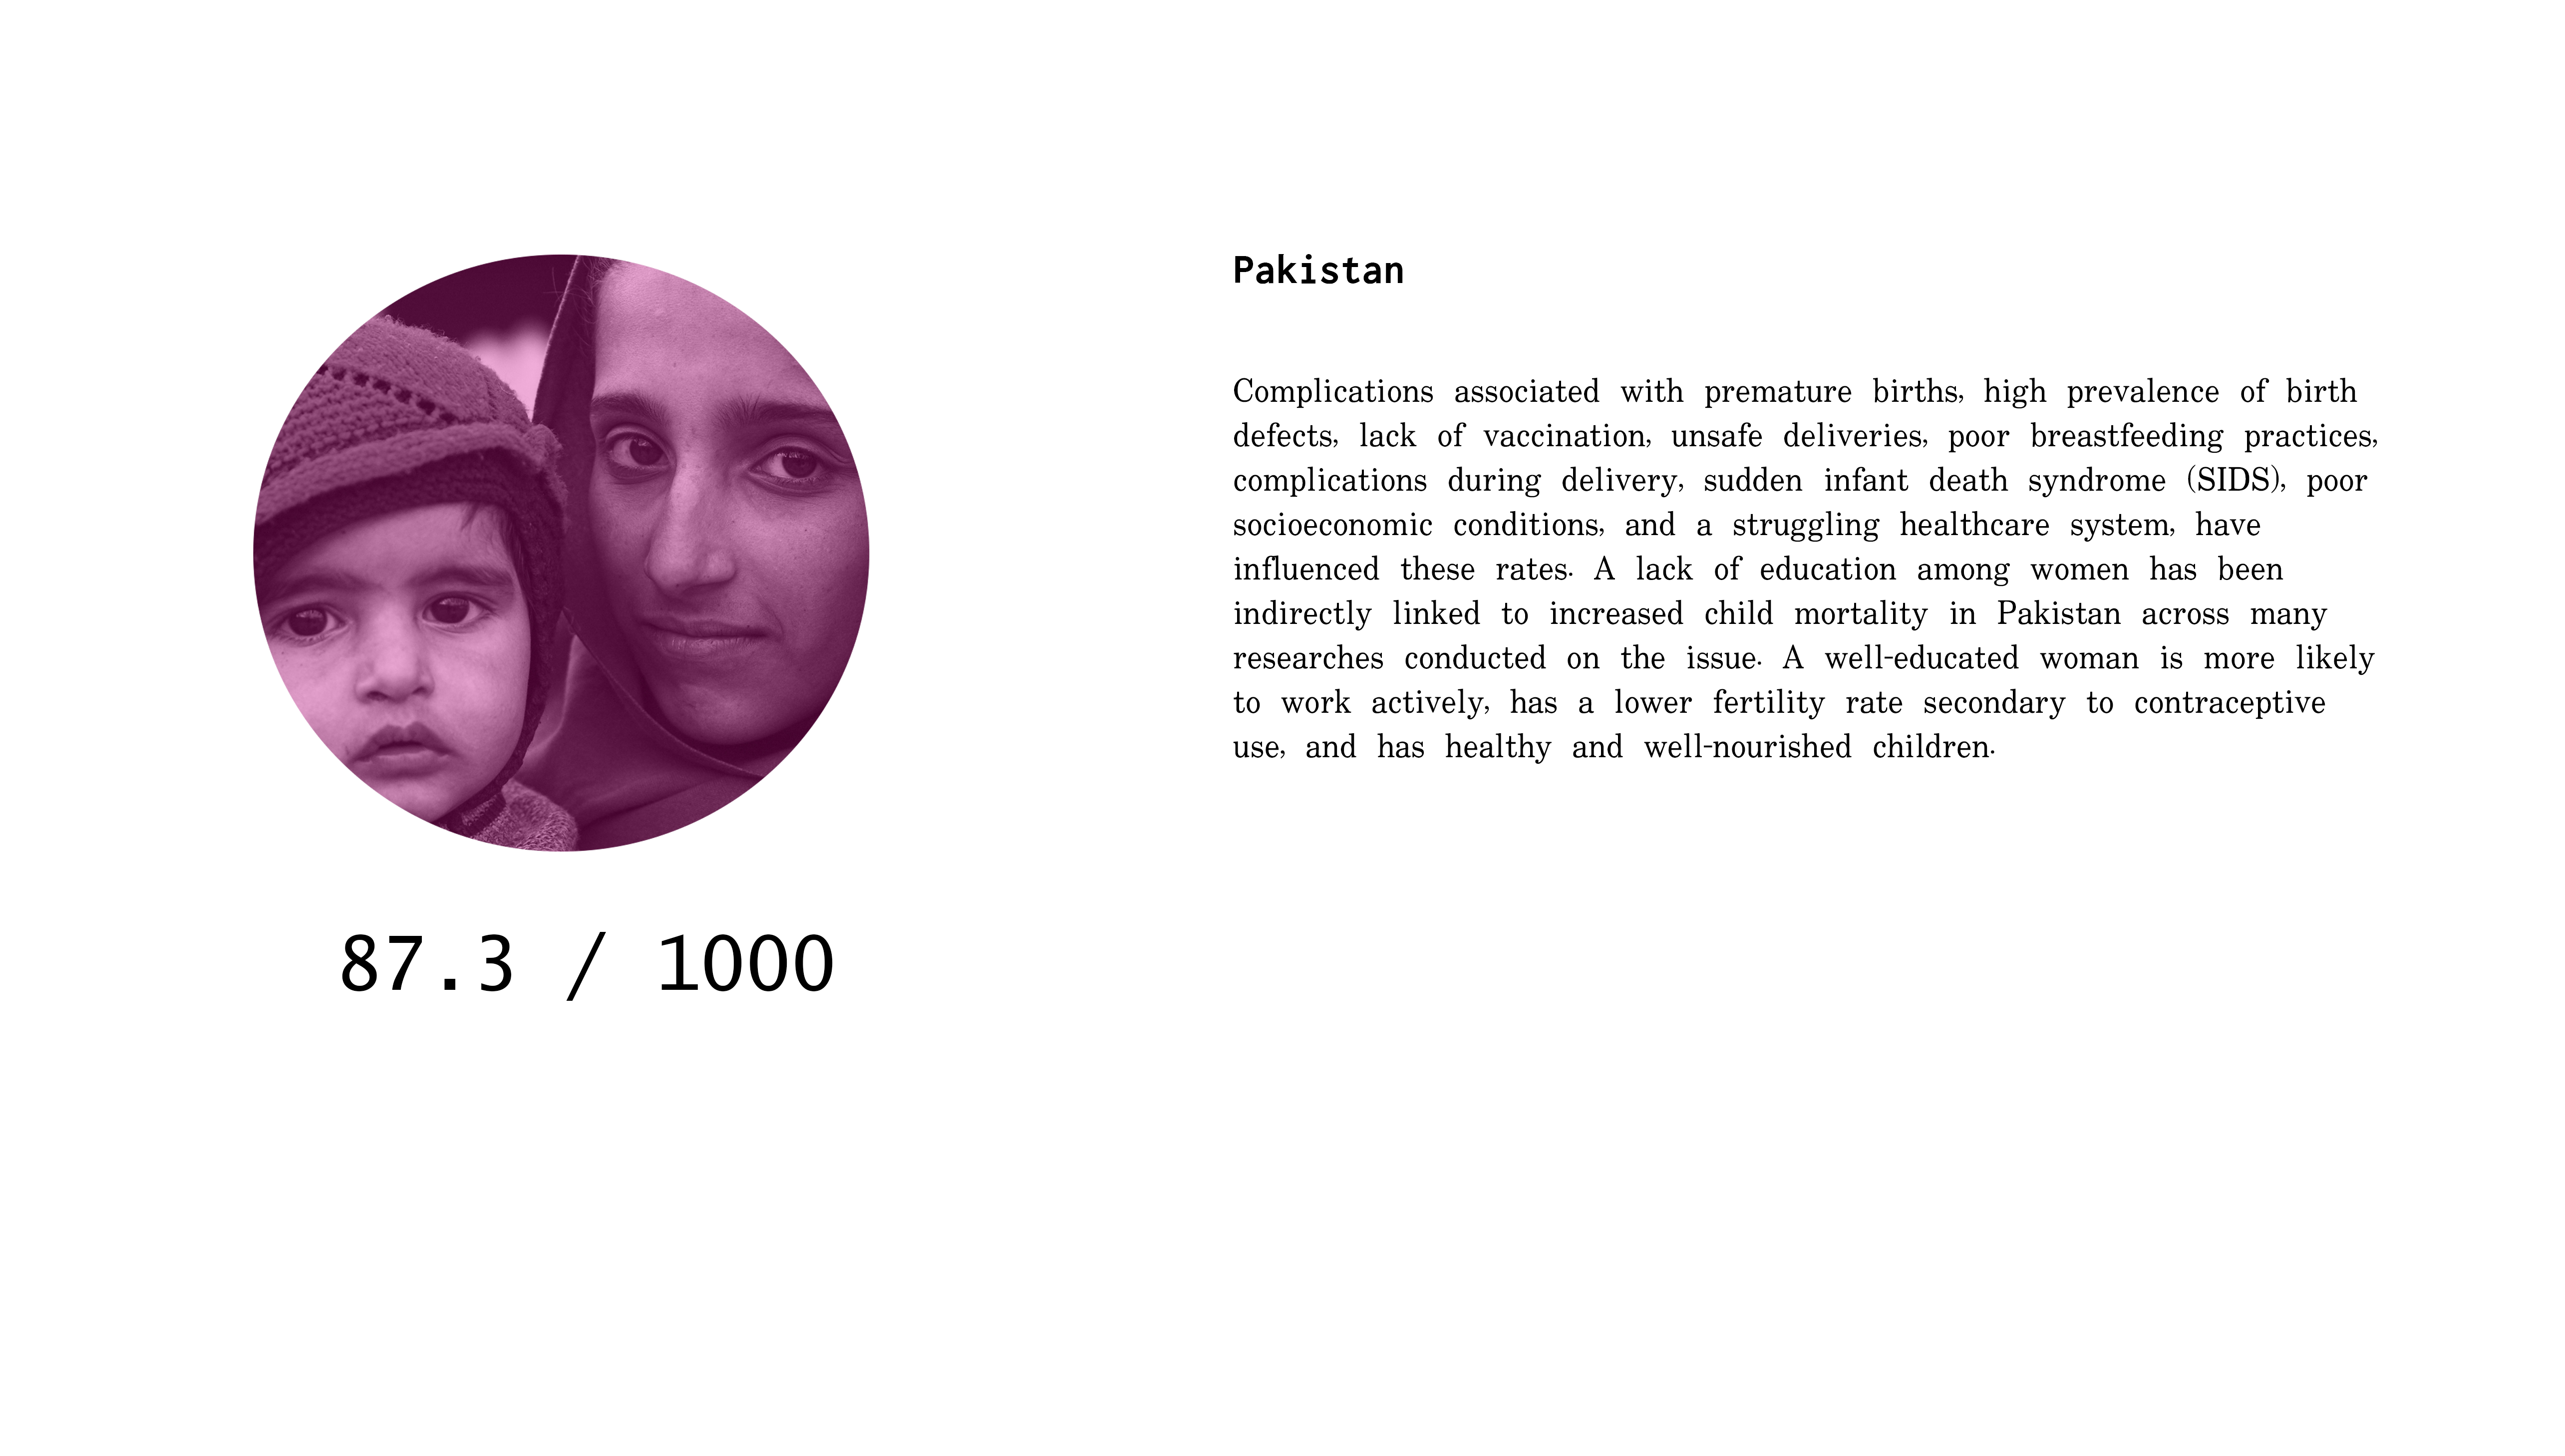 Pakistan
Complications associated with premature births, high prevalence of birth
defects, lack of vaccination, unsafe deliveries, poor breastfeeding practices,
complications during delivery, sudden infant death syndrome (SIDS), poor
socioeconomic conditions, and a struggling healthcare system, have
influenced these rates. A lack of education among women has been
indirectly linked to increased child mortality in Pakistan across many
researches conducted on the issue. A well-educated woman is more likely
to work actively, has a lower fertility rate secondary to contraceptive
use, and has healthy and well-nourished children.
87.3 / 1000